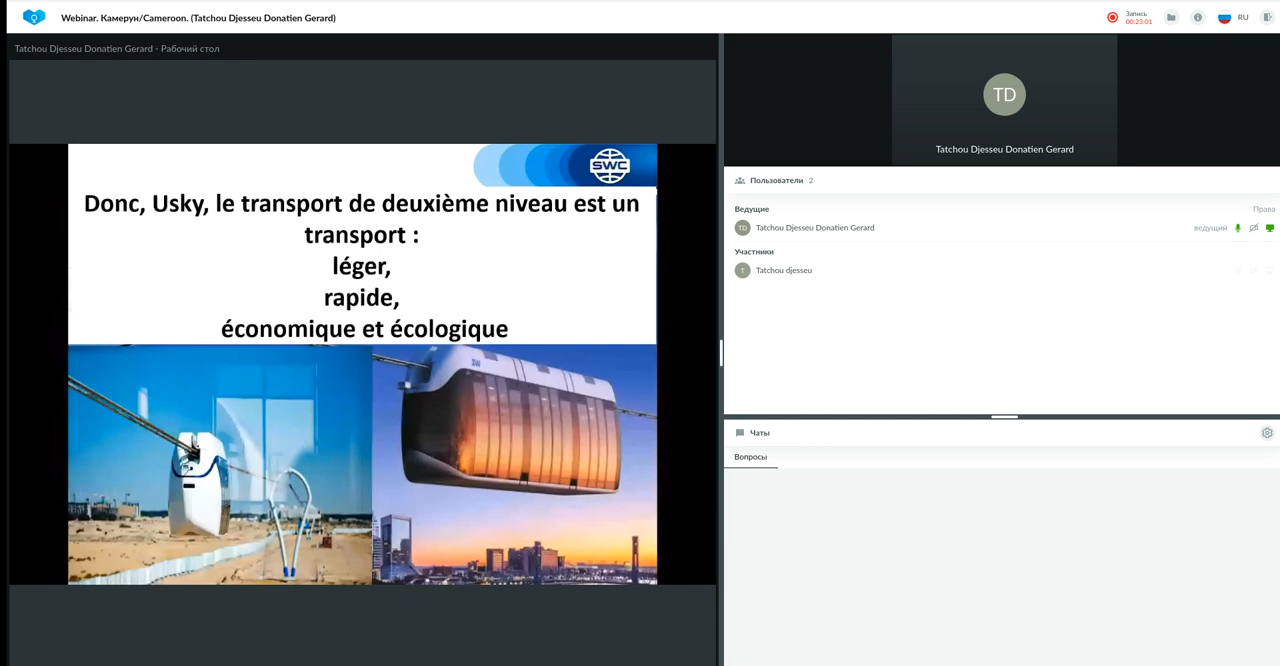 Webinar. Камерун/Cameroon. (Tatchou Djesseu Donatien Gerard)
Запись
00:23:01
RU
Tatchou Djesseu Donatien Gerard - Рабочий стол
SWC
Donc, Usky, le transport de deuxième niveau est un
transport :
léger,
rapide,
économique et écologique
TD
Tatchou Djesseu Donatien Gerard
Пользователи 2
Ведущие
Права
TD Tatchou Djesseu Donatien Gerard ведущий
Участники
T Tatchou djesseu
Чаты
Вопросы